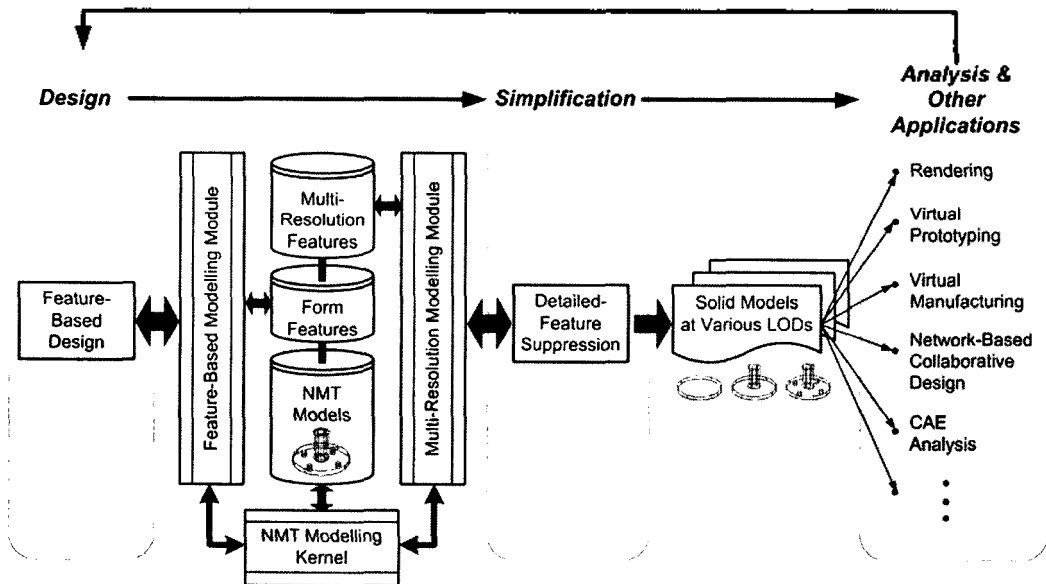 Design
Simplification
Analysis &
Other
Applications
Feature-
Based
Design
Feature-Based Modelling Module
Multi-
Resolution
Features
Form
Features
NMT
Models
NMT Modelling
Kernel
Multi-Resolution Modelling Module
Detailed-
Feature
Suppression
Solid Models
at Various LODs
Rendering
Virtual
Prototyping
Virtual
Manufacturing
Network-Based
Collaborative
Design
CAE
Analysis